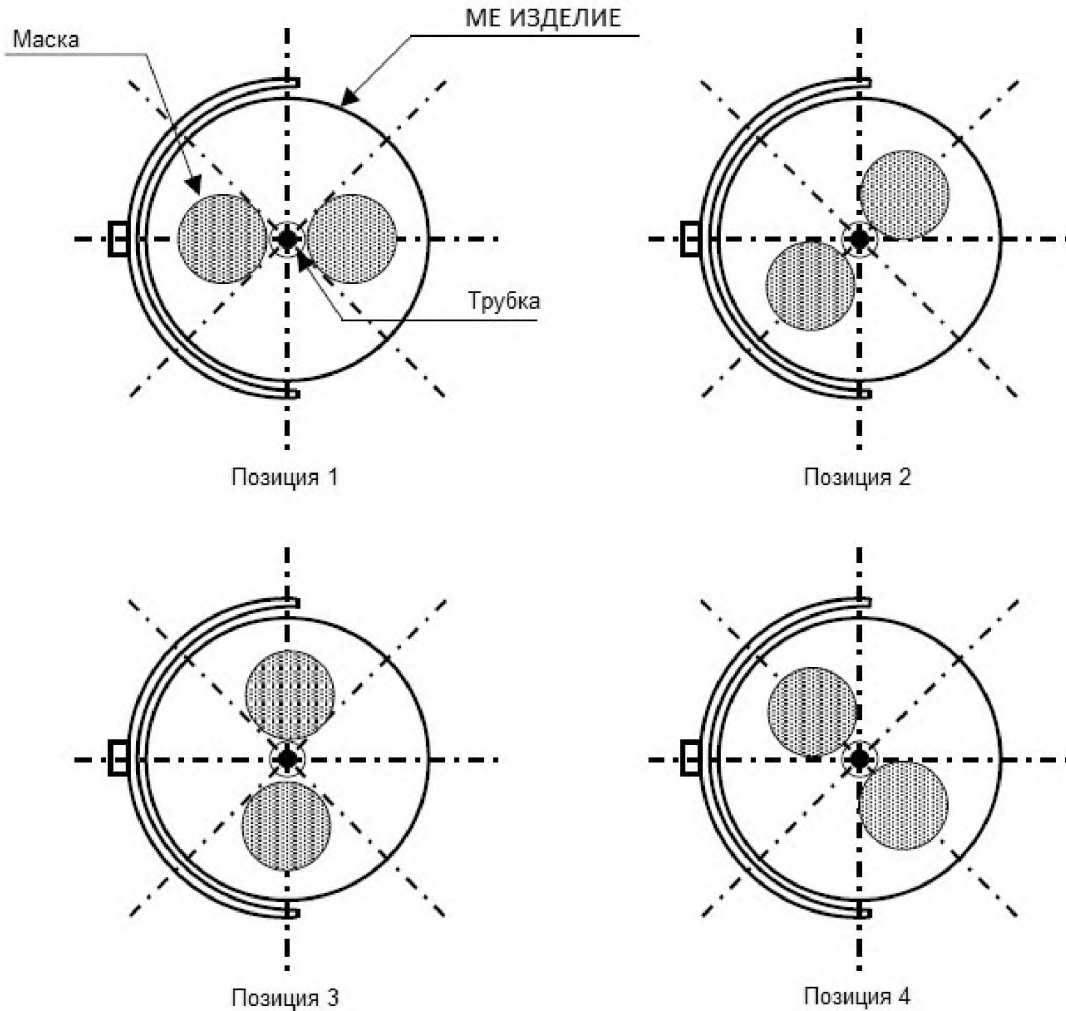 МЕ ИЗДЕЛИЕ
Маска
Трубка
Позиция 1
Позиция 2
Позиция 3
Позиция 4